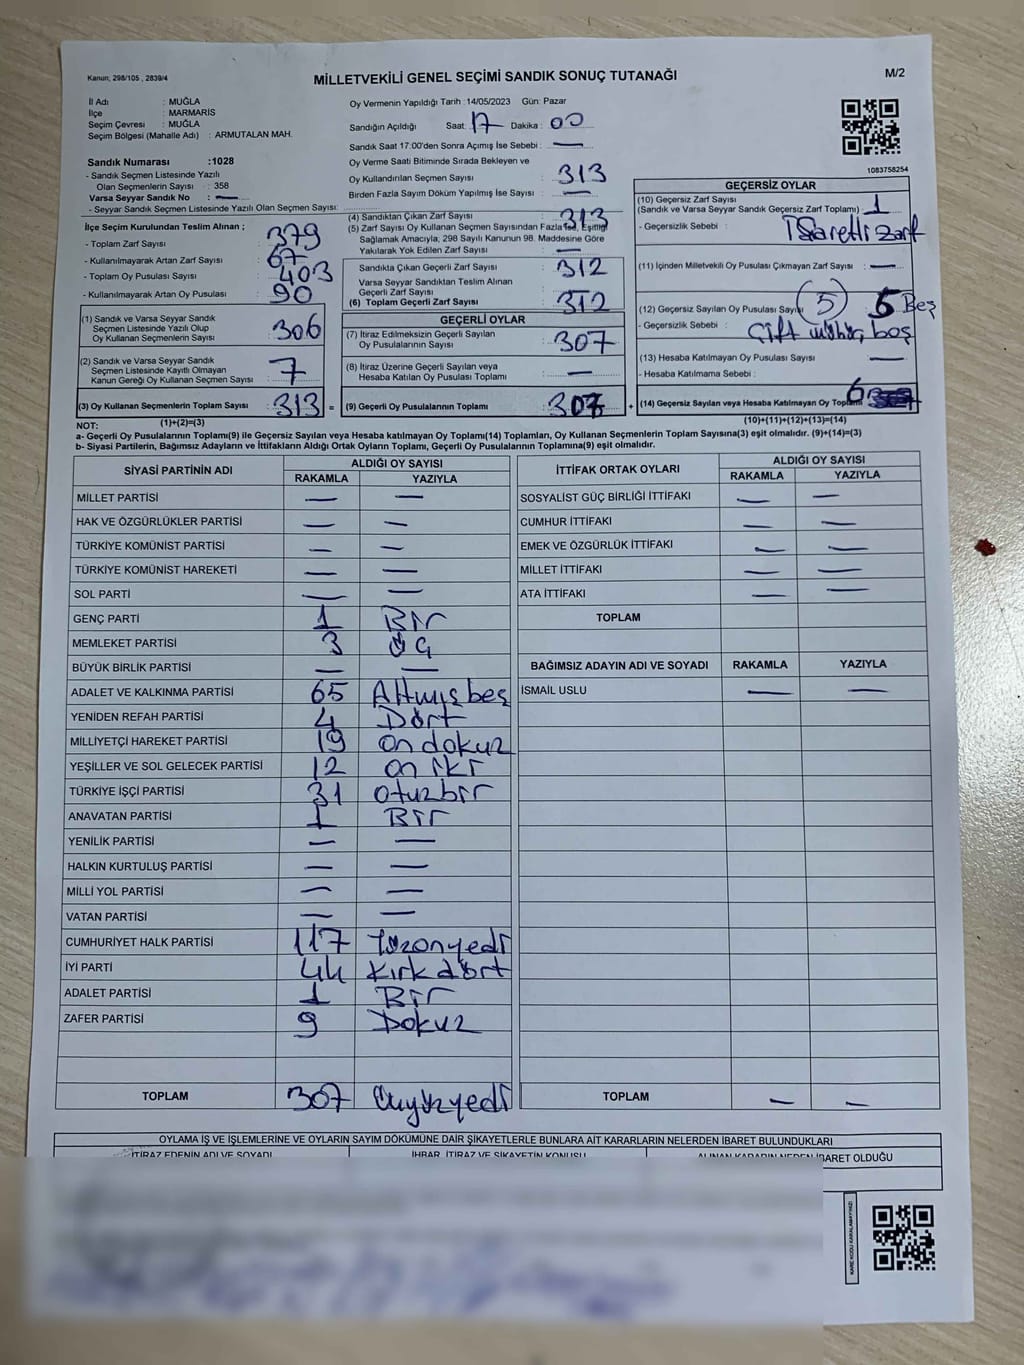 Kanun; 298/105 , 2839/4
MİLLETVEKİLİ GENEL SEÇİMİ SANDIK SONUÇ TUTANAĞI
M/2
İl Adı : MUĞLA
İlçe : MARMARİS
Seçim Çevresi : MUĞLA
Seçim Bölgesi (Mahalle Adı) : ARMUTALAN MAH.
Sandık Numarası :1028
- Sandık Seçmen Listesinde Yazılı
Olan Seçmenlerin Sayısı : 358
Varsa Seyyar Sandık No : —
- Seyyar Sandık Seçmen Listesinde Yazılı Olan Seçmen Sayısı:
Oy Vermenin Yapıldığı Tarih :14/05/2023 Gün: Pazar
Sandığın Açıldığı Saat: 17 Dakika : 00
Sandık Saat 17:00'den Sonra Açımış İse Sebebi : —
Oy Verme Saati Bitiminde Sırada Bekleyen ve
Oy Kullandırılan Seçmen Sayısı : 313
Birden Fazla Sayım Döküm Yapılmış İse Sayısı : —
1083758254
İlçe Seçim Kurulundan Teslim Alınan ;
- Toplam Zarf Sayısı : 379
- Kullanılmayarak Artan Zarf Sayısı : 67
- Toplam Oy Pusulası Sayısı : 403
- Kullanılmayarak Artan Oy Pusulası : 90
(4) Sandıktan Çıkan Zarf Sayısı : 313
(5) Zarf Sayısı Oy Kullanan Seçmen Sayısından Fazla İse, Eşitliği
Sağlamak Amacıyla, 298 Sayılı Kanunun 98. Maddesine Göre
Yakılarak Yok Edilen Zarf Sayısı : —
Sandıkta Çıkan Geçerli Zarf Sayısı : 312
Varsa Seyyar Sandıktan Teslim Alınan
Geçerli Zarf Sayısı :
(6) Toplam Geçerli Zarf Sayısı : 312
GEÇERSİZ OYLAR
(10) Geçersiz Zarf Sayısı
(Sandık ve Varsa Seyyar Sandık Geçersiz Zarf Toplamı) : 1
- Geçersizlik Sebebi : İşaretli zarf
(11) İçinden Milletvekili Oy Pusulası Çıkmayan Zarf Sayısı : —
(12) Geçersiz Sayılan Oy Pusulası Sayısı : (5) 5 Beş
- Geçersizlik Sebebi : Çift mühür, boş
(13) Hesaba Katılmayan Oy Pusulası Sayısı : —
- Hesaba Katılmama Sebebi :
(1) Sandık ve Varsa Seyyar Sandık
Seçmen Listesinde Yazılı Olup
Oy Kullanan Seçmenlerin Sayısı : 306
(2) Sandık ve Varsa Seyyar Sandık
Seçmen Listesinde Kayıtlı Olmayan
Kanun Gereği Oy Kullanan Seçmen Sayısı : 7
GEÇERLİ OYLAR
(7) İtiraz Edilmeksizin Geçerli Sayılan
Oy Pusulalarının Sayısı : 307
(8) İtiraz Üzerine Geçerli Sayılan veya
Hesaba Katılan Oy Pusulası Toplamı : —
(3) Oy Kullanan Seçmenlerin Toplam Sayısı : 313 = (9) Geçerli Oy Pusulalarının Toplamı : 307 + (14) Geçersiz Sayılan veya Hesaba Katılmayan Oy Toplamı 6
NOT: (1)+(2)=(3) (10)+(11)+(12)+(13)=(14)
a- Geçerli Oy Pusulalarının Toplamı(9) ile Geçersiz Sayılan veya Hesaba Katılmayan Oy Toplamı(14) Toplamları, Oy Kullanan Seçmenlerin Toplam Sayısına(3) eşit olmalıdır. (9)+(14)=(3)
b- Siyasi Partilerin, Bağımsız Adayların ve İttifakların Aldığı Ortak Oyların Toplamı, Geçerli Oy Pusulalarının Toplamına(9) eşit olmalıdır.
SİYASİ PARTİNİN ADI ALDIĞI OY SAYISI
RAKAMLA YAZIYLA
MİLLET PARTİSİ — —
HAK VE ÖZGÜRLÜKLER PARTİSİ — —
TÜRKİYE KOMÜNİST PARTİSİ — —
TÜRKİYE KOMÜNİST HAREKETİ — —
SOL PARTİ — —
GENÇ PARTİ 1 Bir
MEMLEKET PARTİSİ 3 Üç
BÜYÜK BİRLİK PARTİSİ — —
ADALET VE KALKINMA PARTİSİ 65 Altmış beş
YENİDEN REFAH PARTİSİ 4 Dört
MİLLİYETÇİ HAREKET PARTİSİ 19 on dokuz
YEŞİLLER VE SOL GELECEK PARTİSİ 12 on iki
TÜRKİYE İŞÇİ PARTİSİ 31 otuzbir
ANAVATAN PARTİSİ 1 Bir
YENİLİK PARTİSİ — —
HALKIN KURTULUŞ PARTİSİ — —
MİLLİ YOL PARTİSİ — —
VATAN PARTİSİ — —
CUMHURİYET HALK PARTİSİ 117 Yüzonyedi
İYİ PARTİ 44 Kırk dört
ADALET PARTİSİ 1 Bir
ZAFER PARTİSİ 9 Dokuz
TOPLAM 307 Üçyüzyedi
İTTİFAK ORTAK OYLARI ALDIĞI OY SAYISI
RAKAMLA YAZIYLA
SOSYALİST GÜÇ BİRLİĞİ İTTİFAKI — —
CUMHUR İTTİFAKI — —
EMEK VE ÖZGÜRLÜK İTTİFAKI — —
MİLLET İTTİFAKI — —
ATA İTTİFAKI — —
TOPLAM
BAĞIMSIZ ADAYIN ADI VE SOYADI RAKAMLA YAZIYLA
İSMAİL USLU — —
TOPLAM — —
OYLAMA İŞ VE İŞLEMLERİNE VE OYLARIN SAYIM DÖKÜMÜNE DAİR ŞİKAYETLERLE BUNLARA AİT KARARLARIN NELERDEN İBARET BULUNDUKLARI
İTİRAZ EDENİN ADI VE SOYADI İHBAR, İTİRAZ VE ŞİKAYETİN KONUSU ALINAN KARARIN NEDEN İBARET OLDUĞU
KARE KODU KARALAMAYINIZ!